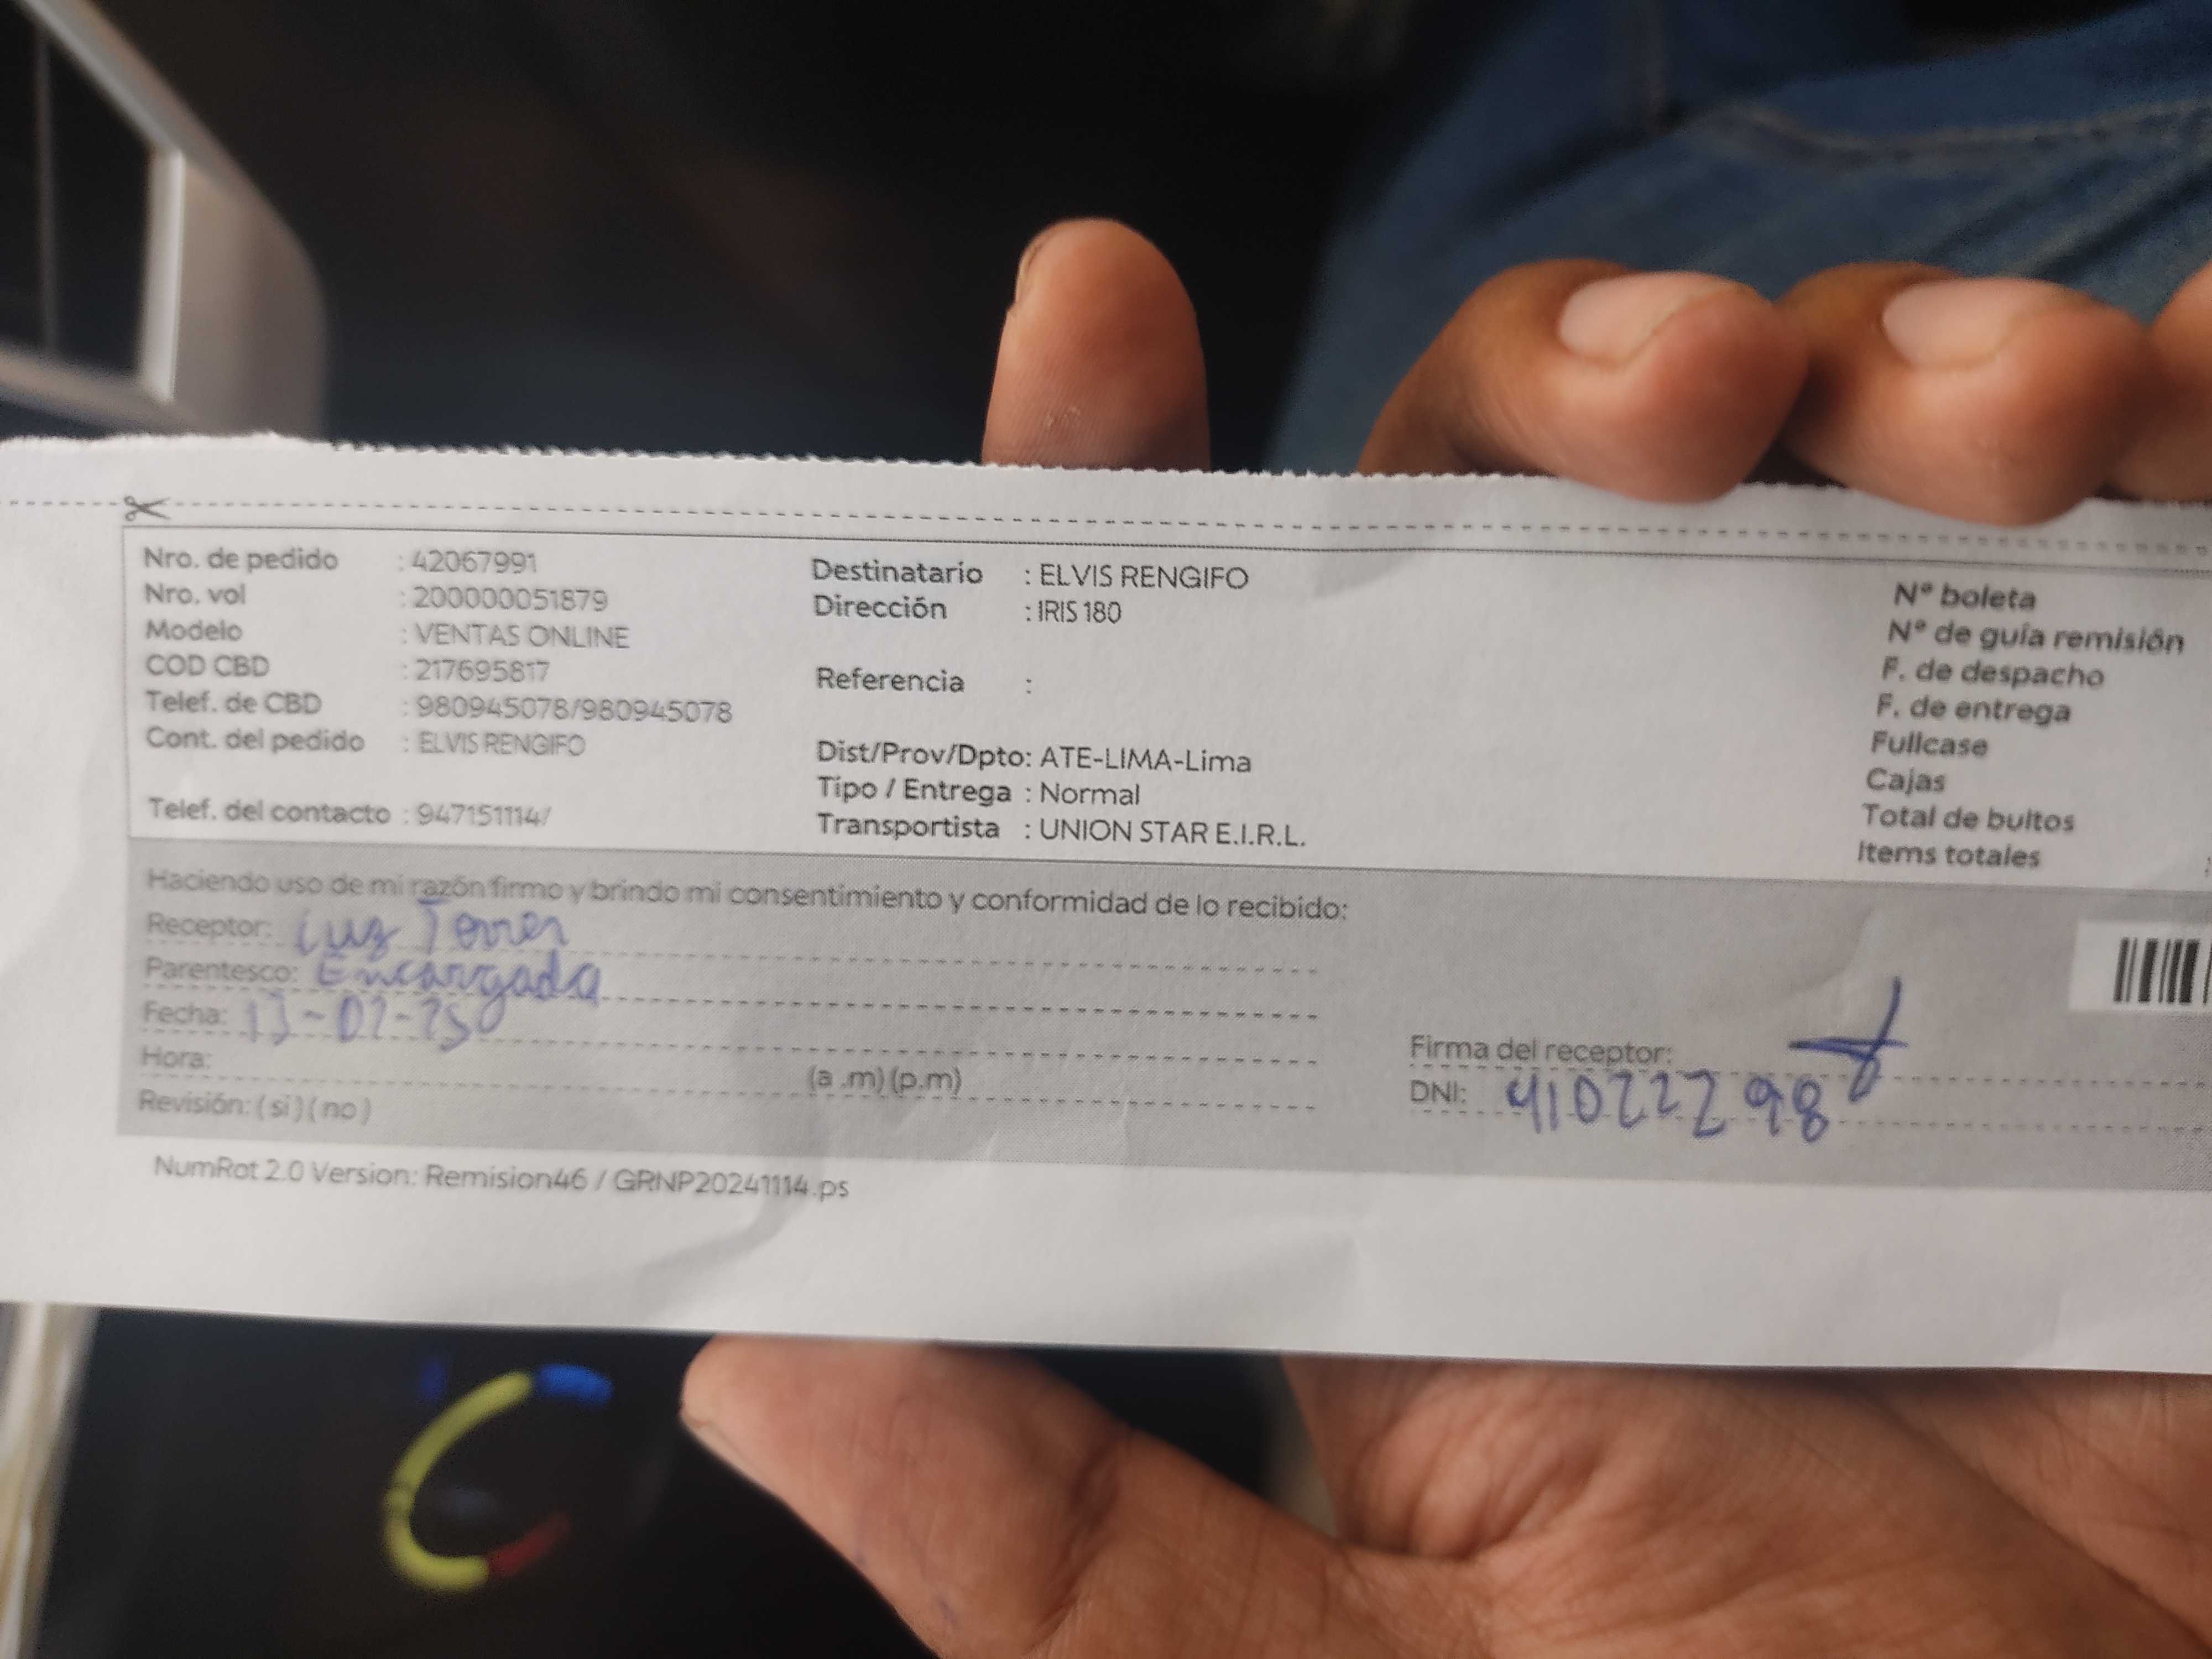 Nro. de pedido : 42067991
Nro. vol : 200000051879
Modelo : VENTAS ONLINE
COD CBD : 217695817
Telef. de CBD : 980945078/980945078
Cont. del pedido : ELVIS RENGIFO
Telef. del contacto : 947151114/
Destinatario : ELVIS RENGIFO
Dirección : IRIS 180
Referencia :
Dist/Prov/Dpto: ATE-LIMA-Lima
Tipo / Entrega : Normal
Transportista : UNION STAR E.I.R.L.
Nº boleta
Nº de guía remisión
F. de despacho
F. de entrega
Fullcase
Cajas
Total de bultos
Items totales
Haciendo uso de mi razón firmo y brindo mi consentimiento y conformidad de lo recibido:
Receptor: Luz Torres
Parentesco: Encargada
Fecha:
Hora: (a .m) (p.m)
Revisión: ( si ) ( no )
Firma del receptor:
DNI: 41022298
NumRot 2.0 Version: Remision46 / GRNP20241114.ps